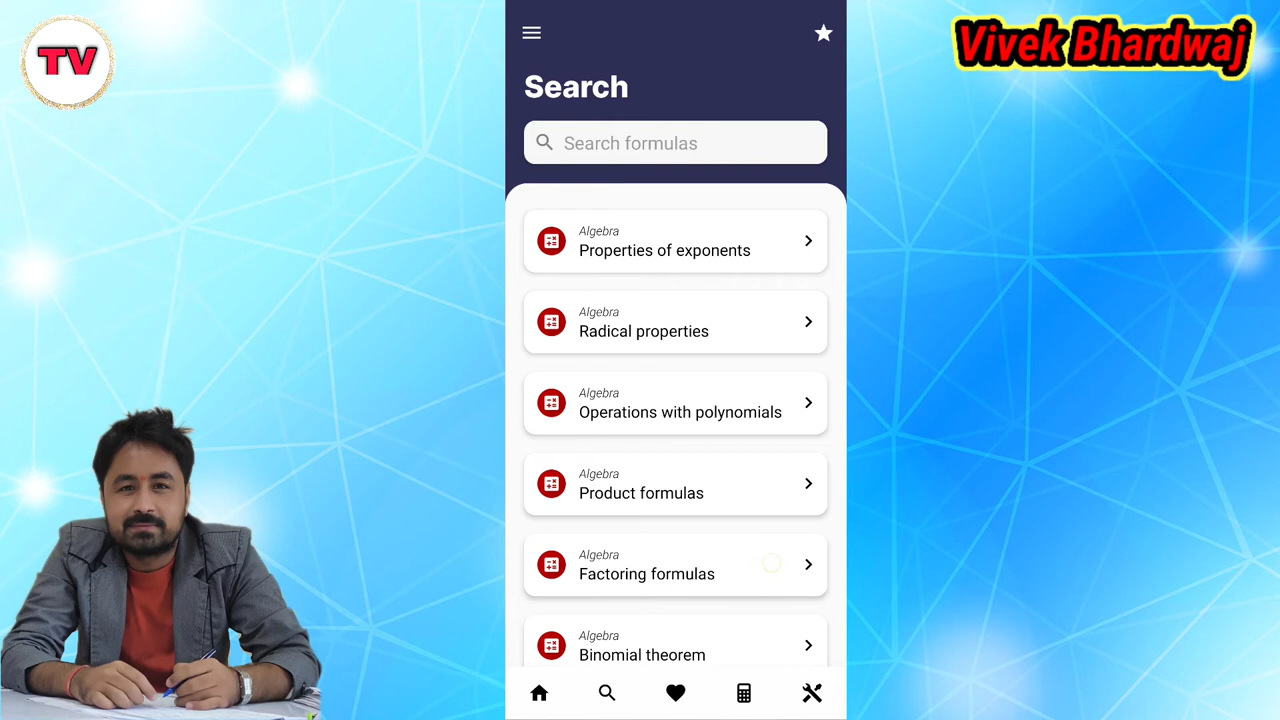 TV
Vivek Bhardwaj
Search
Search formulas
Algebra
Properties of exponents
Algebra
Radical properties
Algebra
Operations with polynomials
Algebra
Product formulas
Algebra
Factoring formulas
Algebra
Binomial theorem